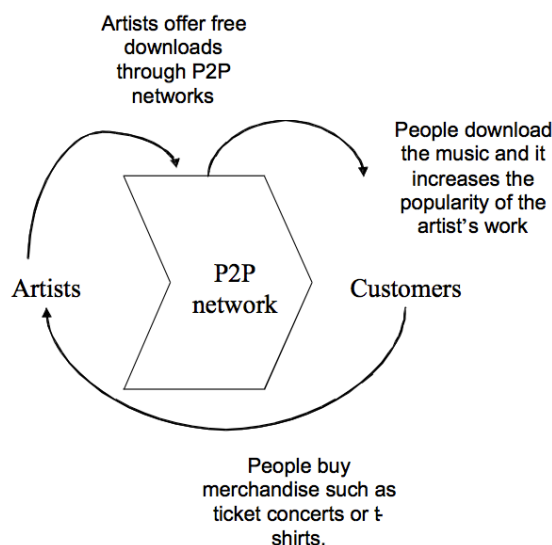 Artists offer free
downloads
through P2P
networks
People download
the music and it
increases the
popularity of the
artist's work
Artists
P2P
network
Customers
People buy
merchandise such as
ticket concerts or t-
shirts.